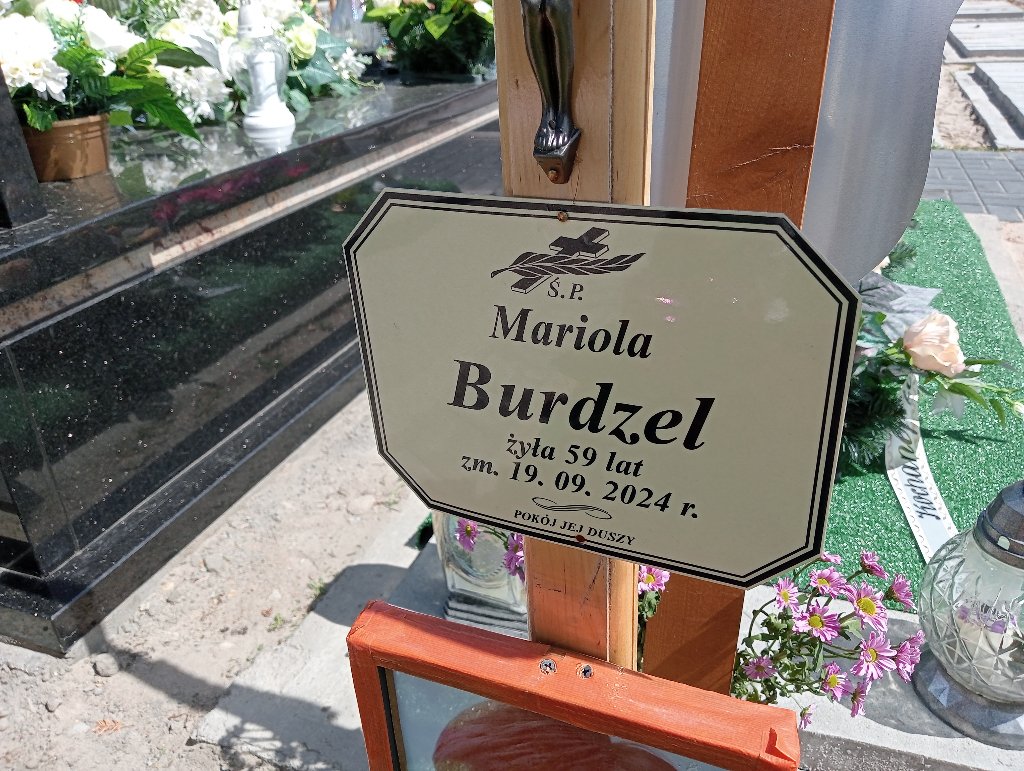 Ś.P.
Mariola
Burdzel
żyła 59 lat
zm. 19. 09. 2024 r.
POKÓJ JEJ DUSZY